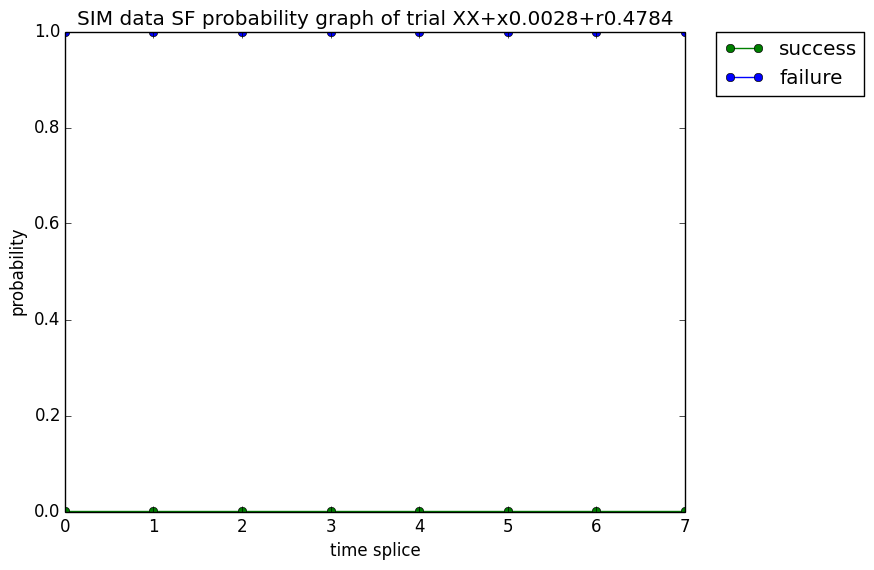 SIM data SF probability graph of trial XX+x0.0028+r0.4784
1.0
success
failure
0.8
0.6
probability
0.4
0.2
0.0
0 1 2 3 4 5 6 7
time splice